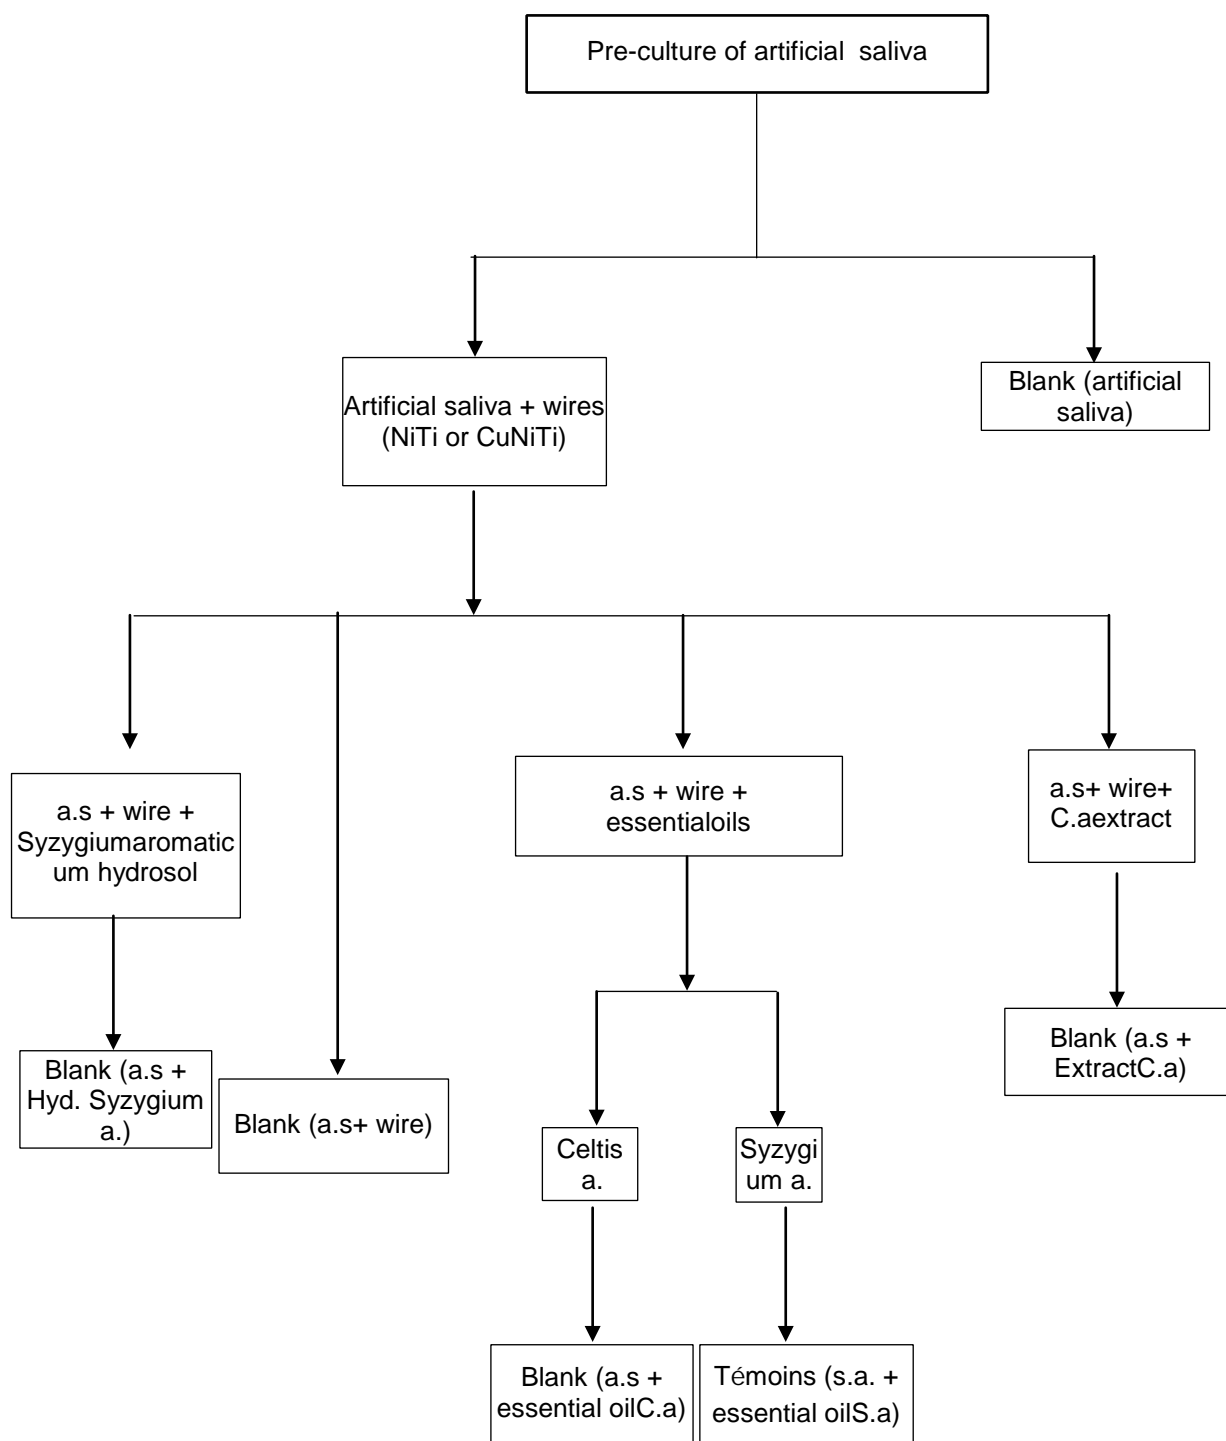 Pre-culture of artificial saliva
Artificial saliva + wires
(NiTi or CuNiTi)
Blank (artificial
saliva)
a.s + wire +
Syzygiumaromatic
um hydrosol
a.s + wire +
essentialoils
a.s+ wire+
C.aextract
Blank (a.s +
Hyd. Syzygium
a.)
Blank (a.s+ wire)
Celtis
a.
Syzygi
um a.
Blank (a.s +
ExtractC.a)
Blank (a.s +
essential oilC.a)
Témoins (s.a. +
essential oilS.a)